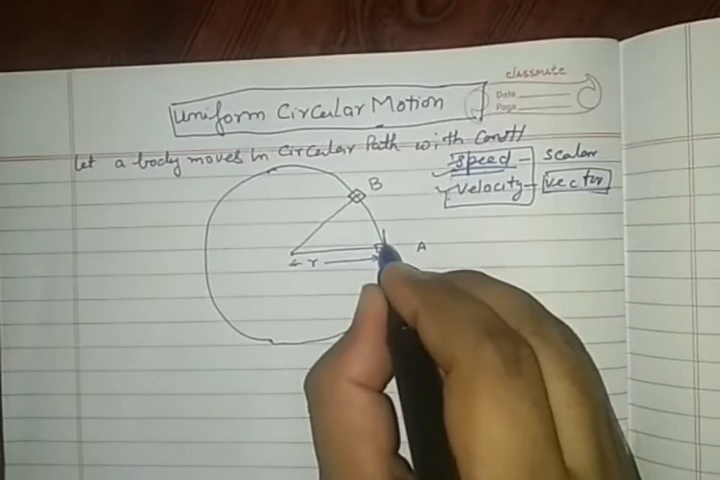 classmate
Date
Page
Uniform Circular Motion
Let a body moves in Circular Path with Constt
speed - scalar
velocity - vector
B
A
r